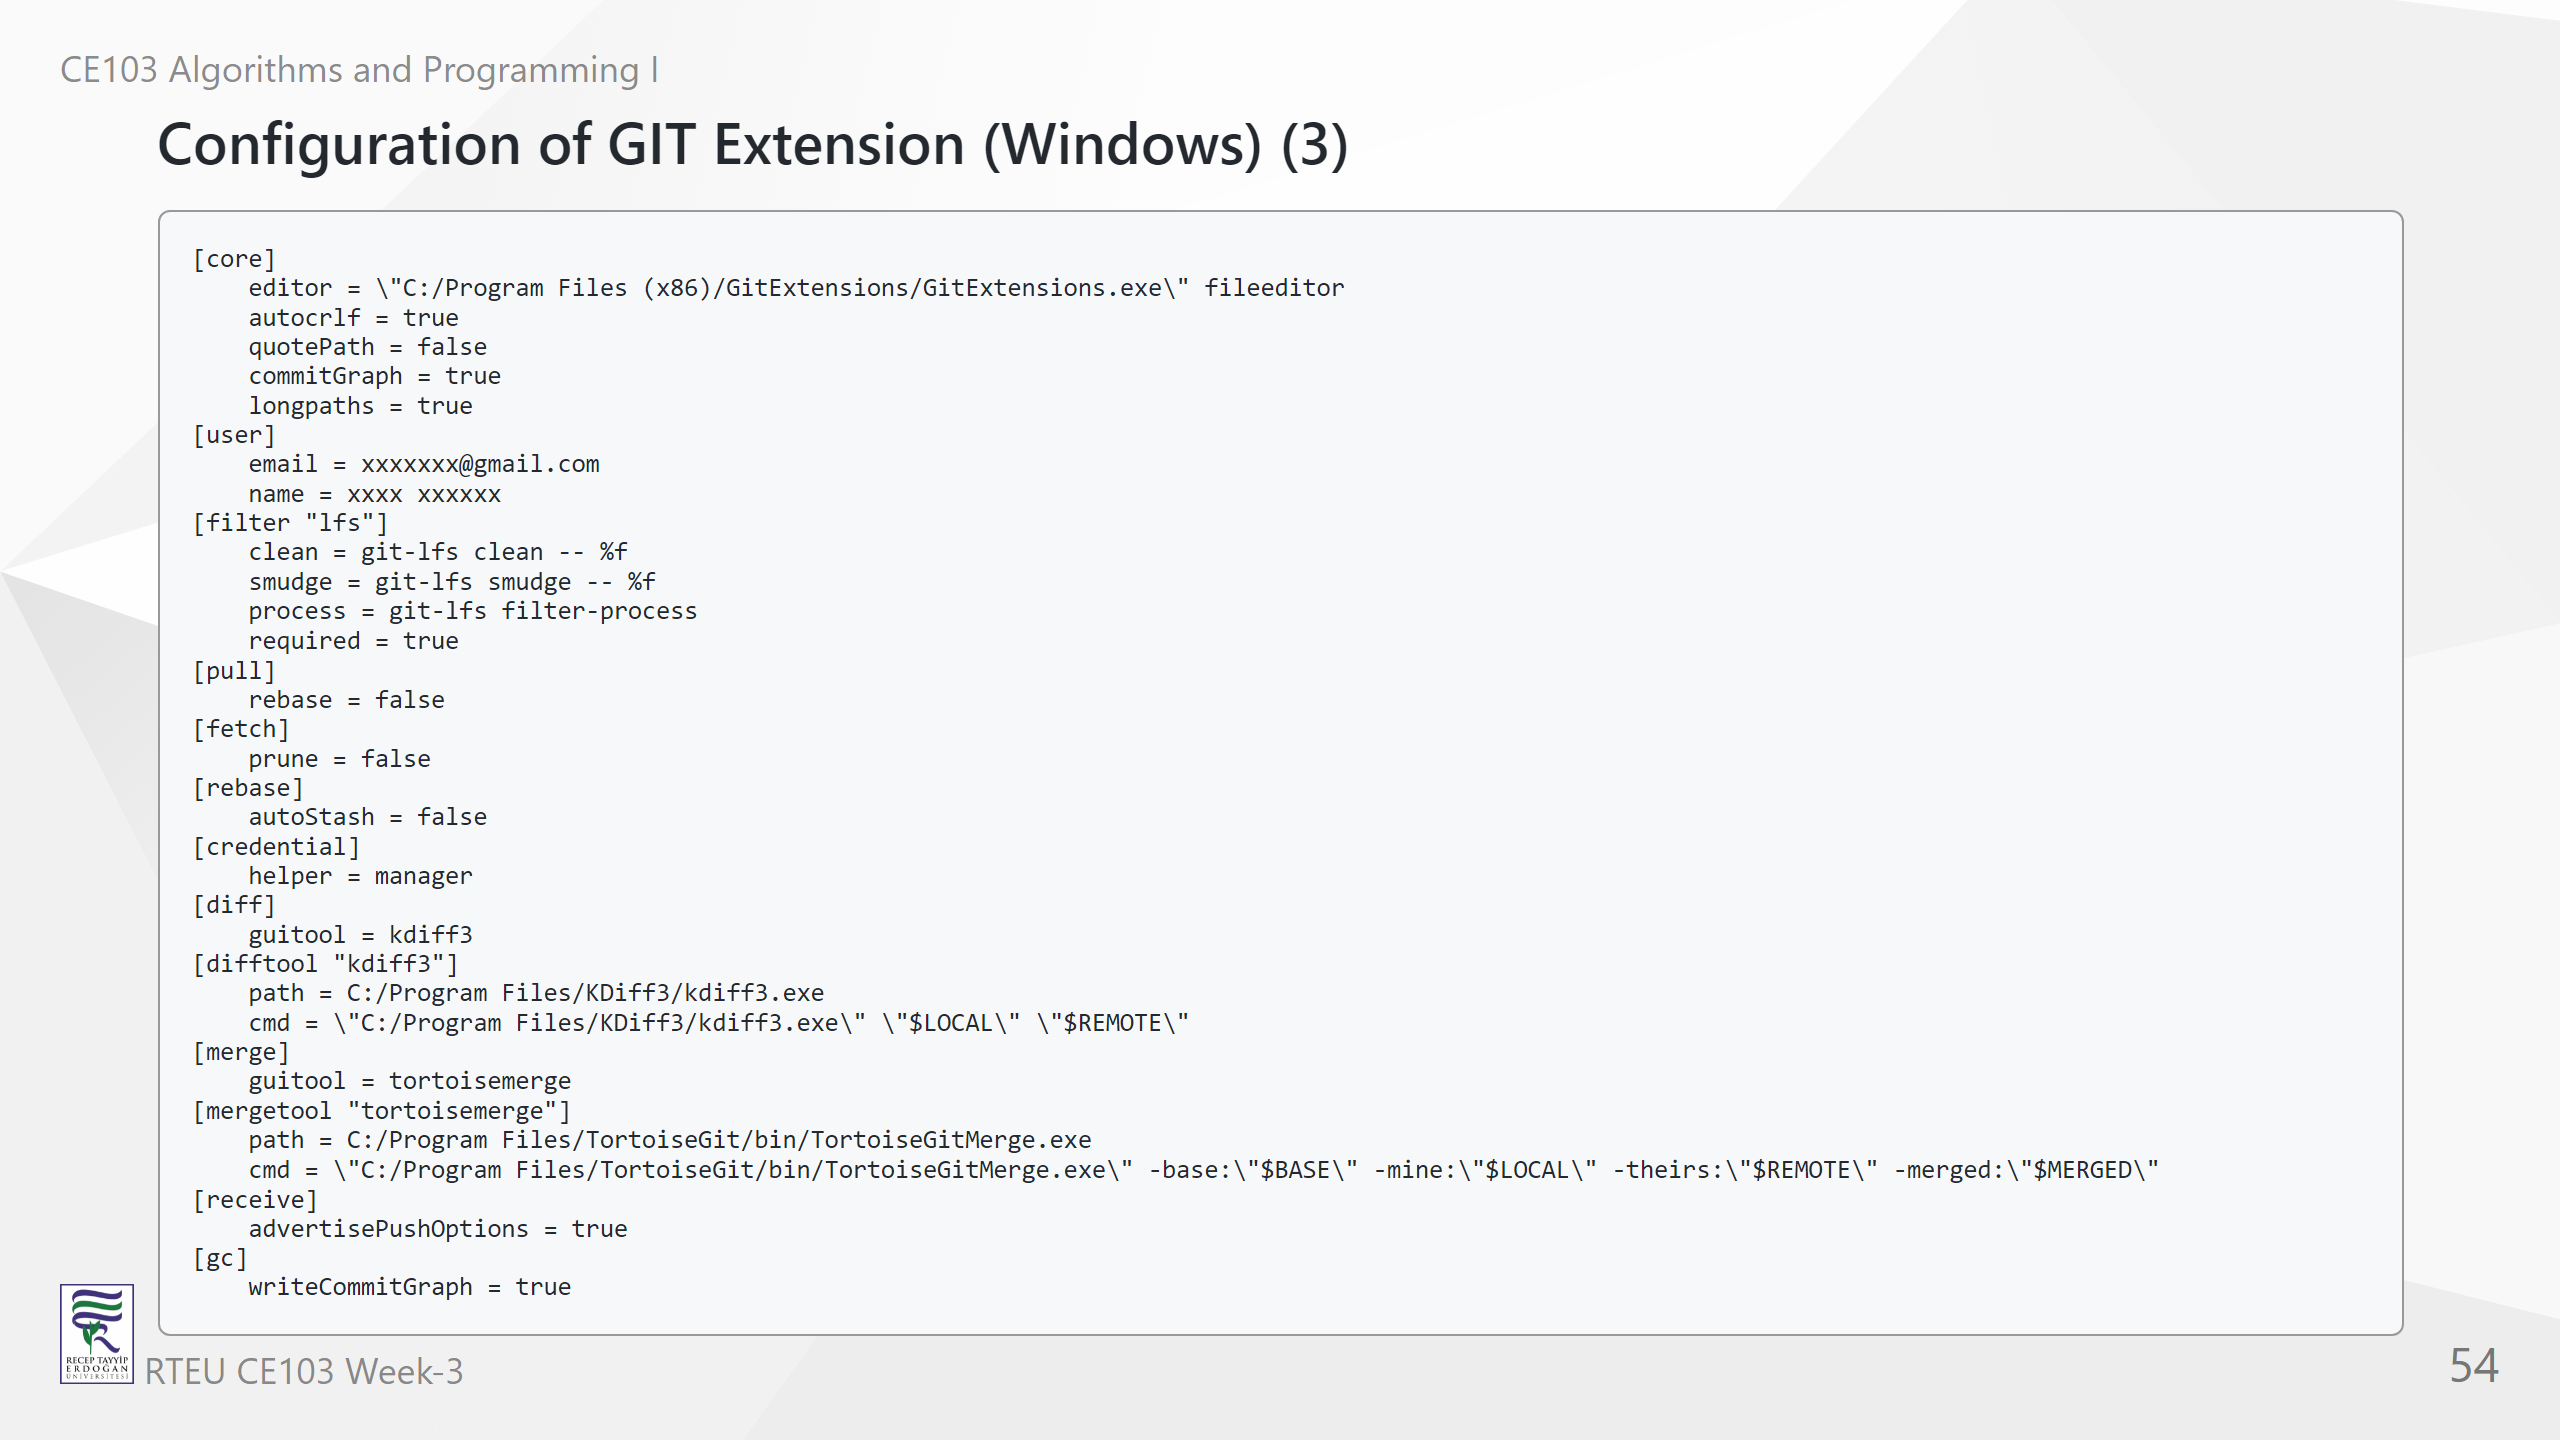 CE103 Algorithms and Programming I
Configuration of GIT Extension (Windows) (3)
[core]
    editor = \"C:/Program Files (x86)/GitExtensions/GitExtensions.exe\" fileeditor
    autocrlf = true
    quotePath = false
    commitGraph = true
    longpaths = true
[user]
    email = xxxxxxx@gmail.com
    name = xxxx xxxxxx
[filter "lfs"]
    clean = git-lfs clean -- %f
    smudge = git-lfs smudge -- %f
    process = git-lfs filter-process
    required = true
[pull]
    rebase = false
[fetch]
    prune = false
[rebase]
    autoStash = false
[credential]
    helper = manager
[diff]
    guitool = kdiff3
[difftool "kdiff3"]
    path = C:/Program Files/KDiff3/kdiff3.exe
    cmd = \"C:/Program Files/KDiff3/kdiff3.exe\" \"$LOCAL\" \"$REMOTE\"
[merge]
    guitool = tortoisemerge
[mergetool "tortoisemerge"]
    path = C:/Program Files/TortoiseGit/bin/TortoiseGitMerge.exe
    cmd = \"C:/Program Files/TortoiseGit/bin/TortoiseGitMerge.exe\" -base:\"$BASE\" -mine:\"$LOCAL\" -theirs:\"$REMOTE\" -merged:\"$MERGED\"
[receive]
    advertisePushOptions = true
[gc]
    writeCommitGraph = true
RECEP TAYYİP
ERDOĞAN
ÜNİVERSİTESİ
RTEU CE103 Week-3
54